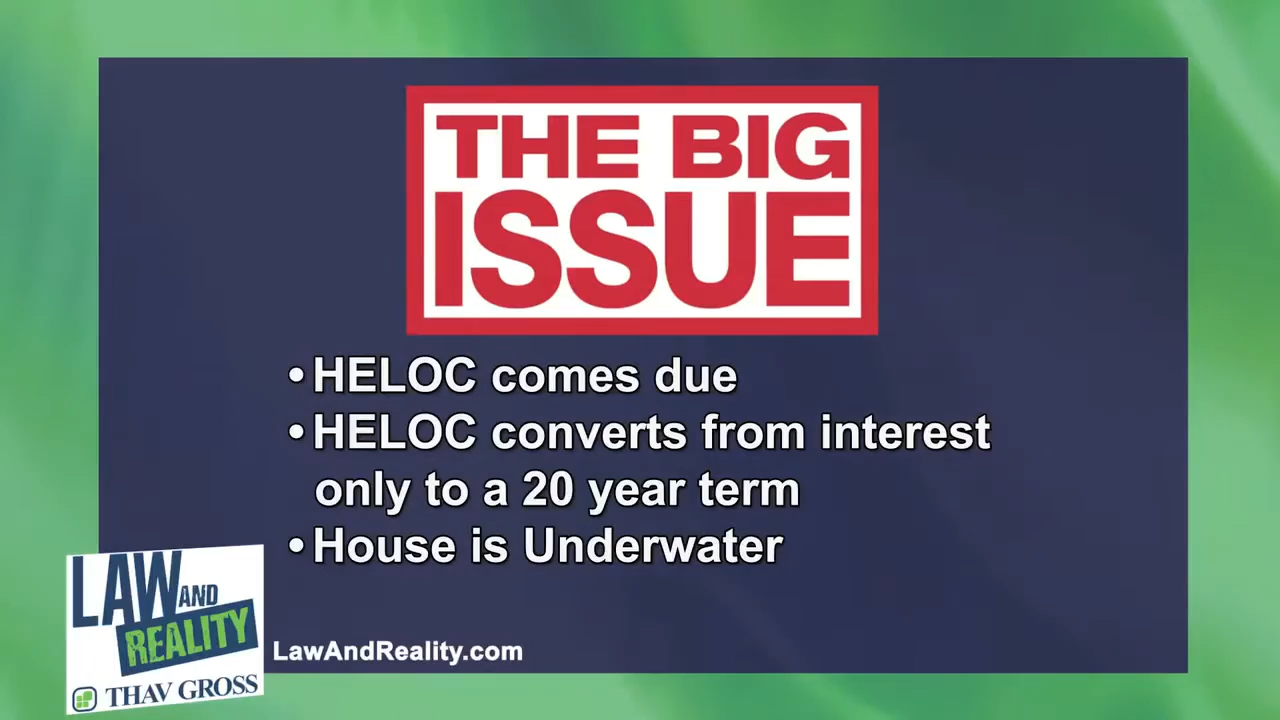 THE BIG
ISSUE
•HELOC comes due
•HELOC converts from interest
only to a 20 year term
•House is Underwater
LAW AND
REALITY
THAV GROSS
LawAndReality.com